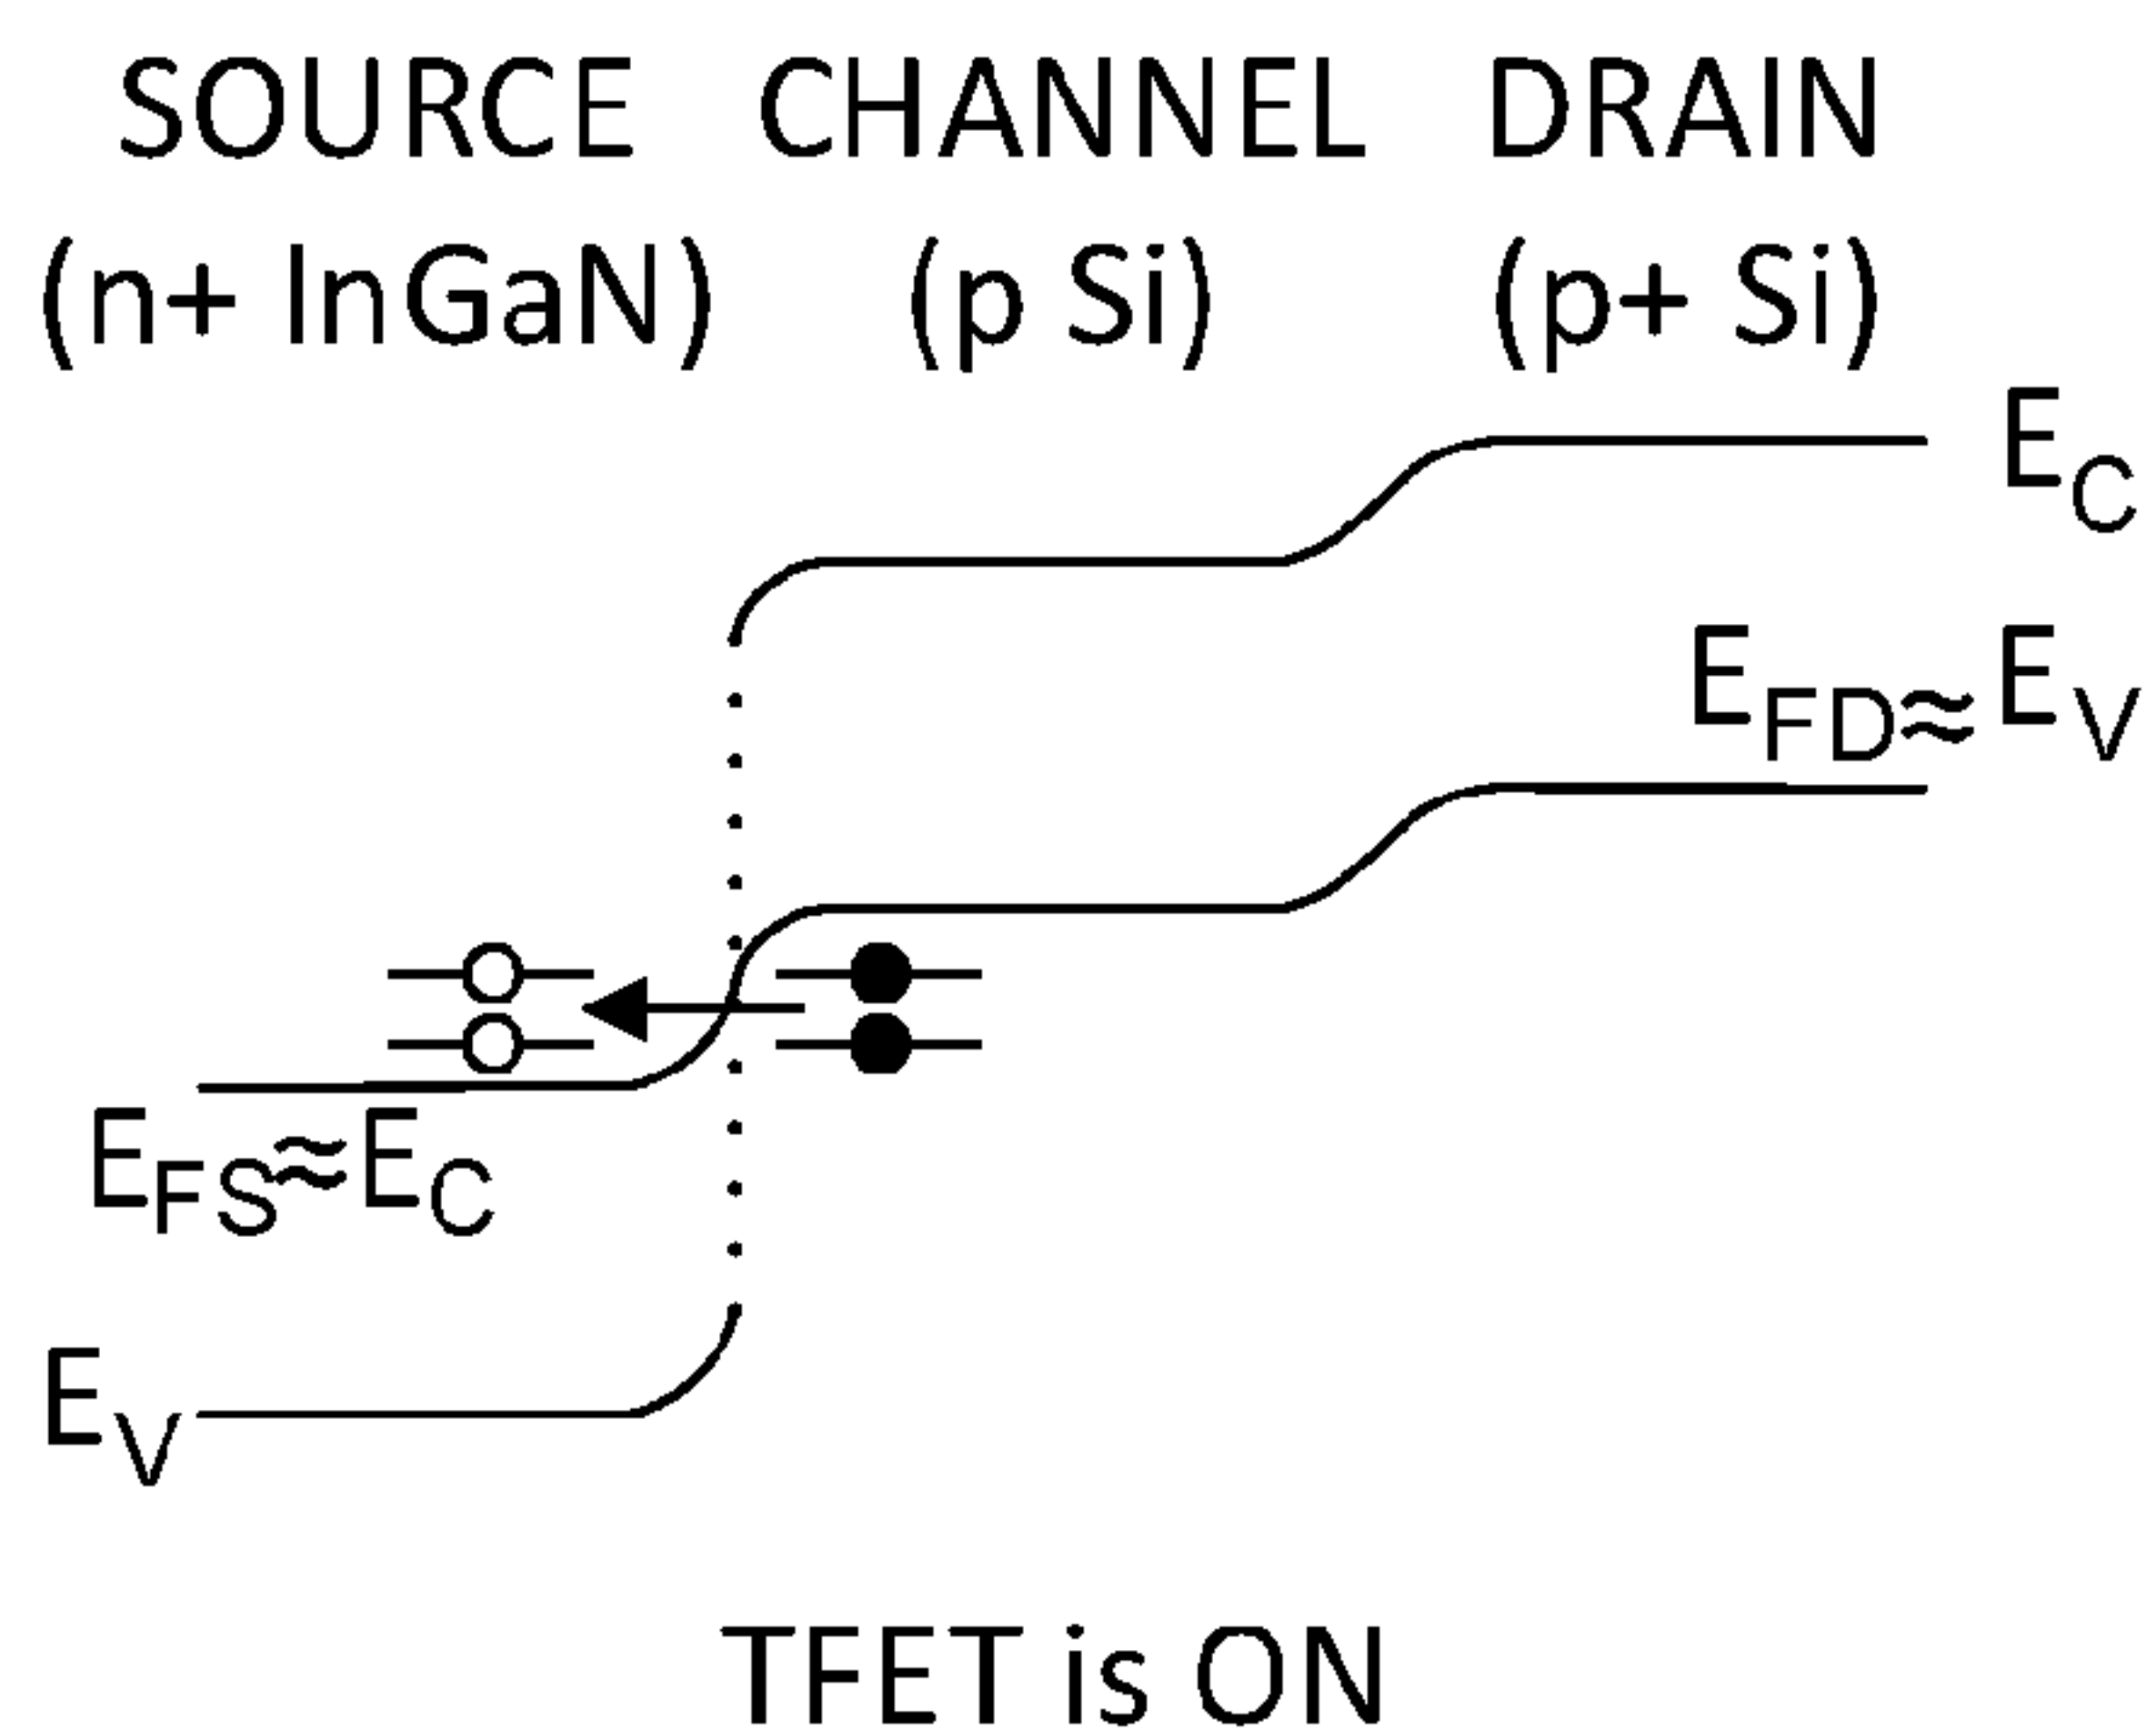 SOURCE CHANNEL DRAIN
(n+ InGaN) (p Si) (p+ Si)
E_C
E_FD≈E_V
E_FS≈E_C
E_V
TFET is ON